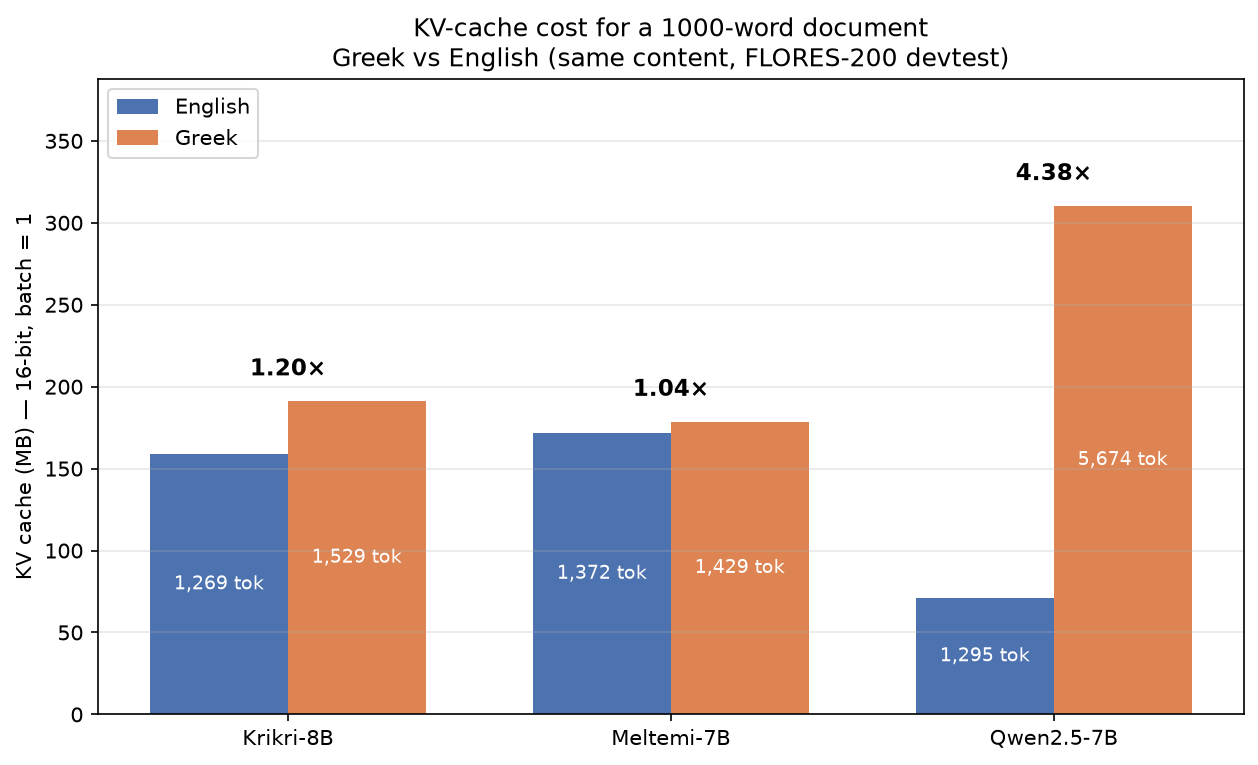 KV-cache cost for a 1000-word document
Greek vs English (same content, FLORES-200 devtest)
KV cache (MB) — 16-bit, batch = 1
350
300
250
200
150
100
50
0
English
Greek
1.20×
1.04×
4.38×
1,269 tok
1,529 tok
1,372 tok
1,429 tok
1,295 tok
5,674 tok
Krikri-8B
Meltemi-7B
Qwen2.5-7B